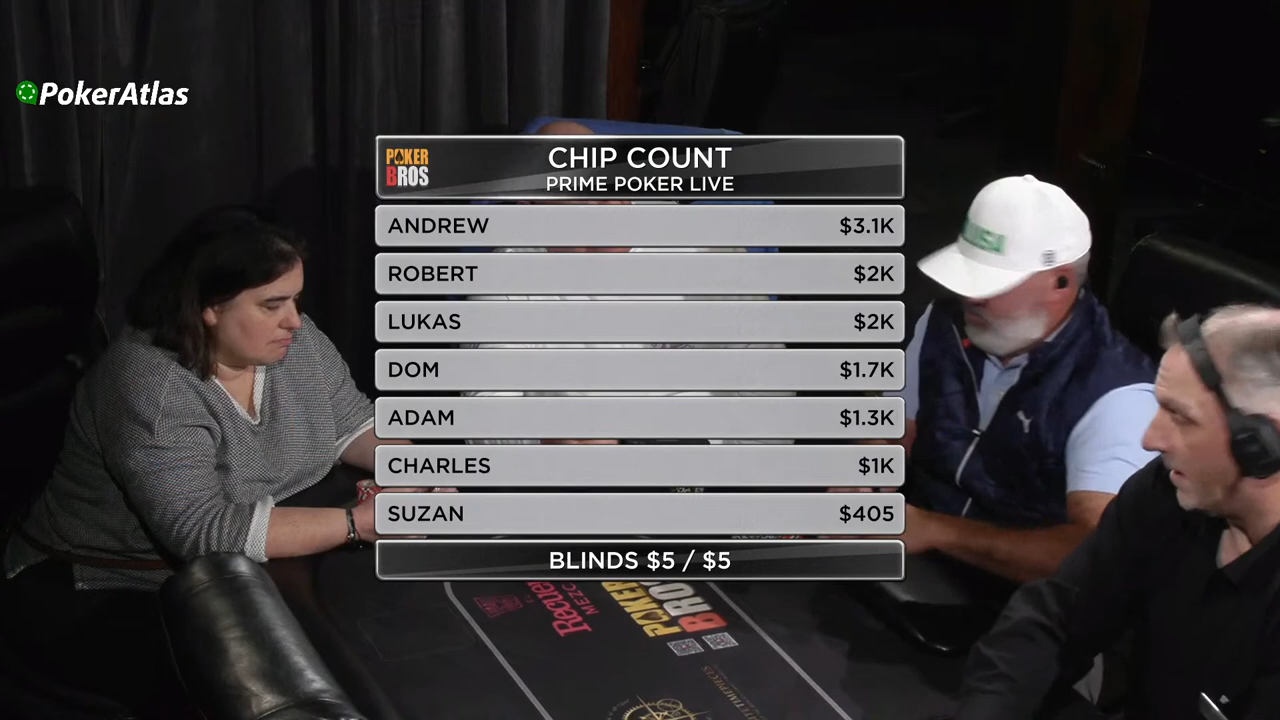 PokerAtlas
POKER
BROS
CHIP COUNT
PRIME POKER LIVE
ANDREW $3.1K
ROBERT $2K
LUKAS $2K
DOM $1.7K
ADAM $1.3K
CHARLES $1K
SUZAN $405
BLINDS $5 / $5
POKER
BROS